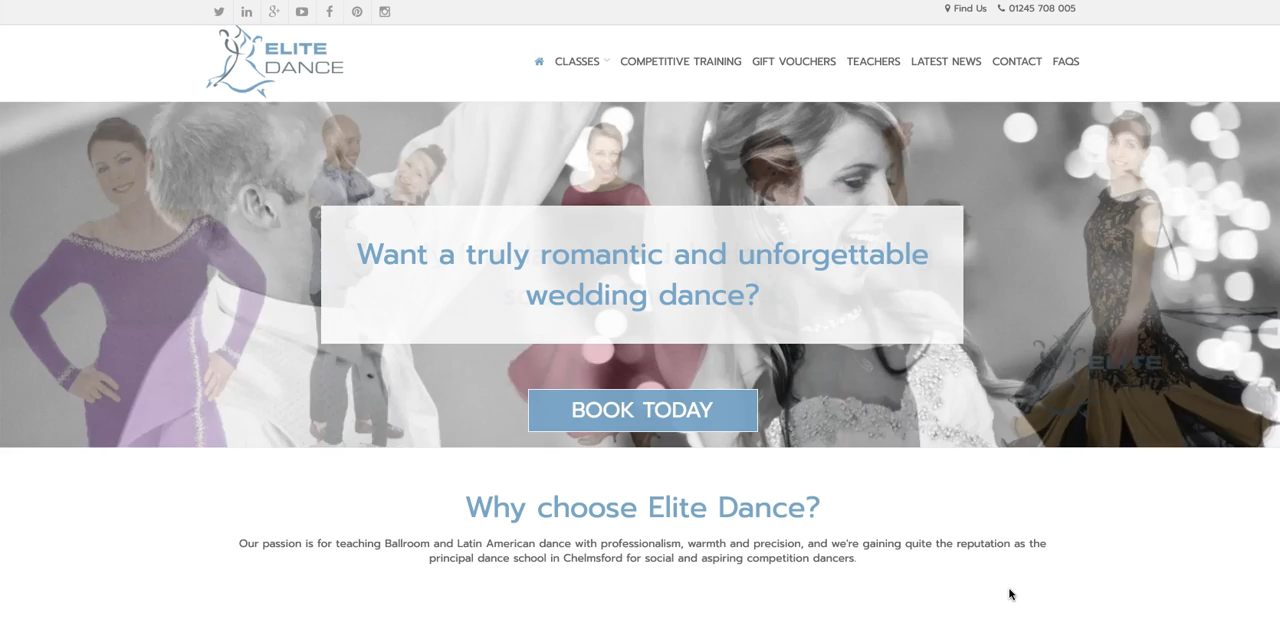 Find Us 01245 708 005
ELITE
DANCE
CLASSES COMPETITIVE TRAINING GIFT VOUCHERS TEACHERS LATEST NEWS CONTACT FAQS
Want a truly romantic and unforgettable
wedding dance?
ELITE
BOOK TODAY
Why choose Elite Dance?
Our passion is for teaching Ballroom and Latin American dance with professionalism, warmth and precision, and we're gaining quite the reputation as the
principal dance school in Chelmsford for social and aspiring competition dancers.